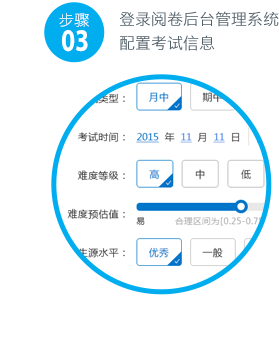 步骤
03
登录阅卷后台管理系统
配置考试信息
类型： 月中 期中
考试时间： 2015 年 11 月 11 日
难度等级： 高 中 低
难度预估值：
易 合理区间为[0.25-0.7
生源水平： 优秀 一般